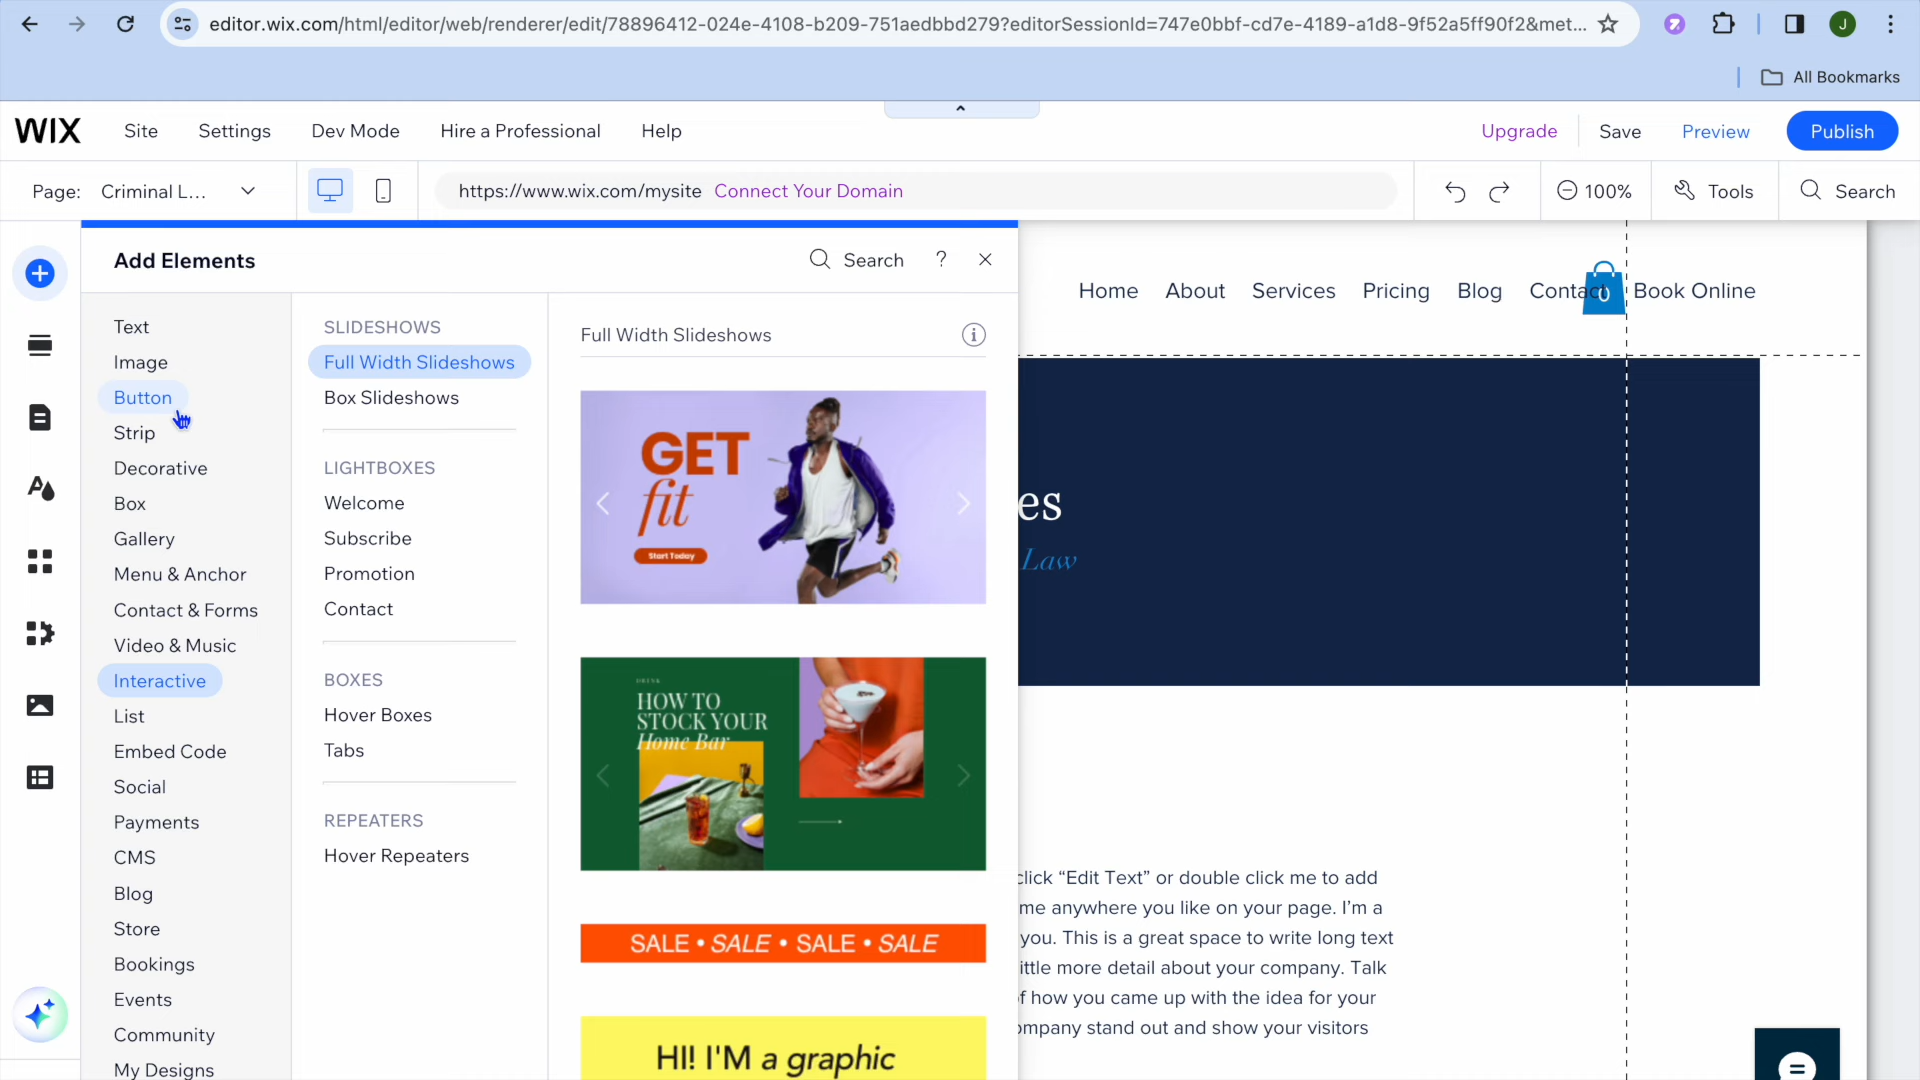 editor.wix.com/html/editor/web/renderer/edit/78896412-024e-4108-b209-751aedbbd279?editorSessionId=747e0bbf-cd7e-4189-a1d8-9f52a5ff90f2&met...
J
All Bookmarks
WIX
Site
Settings
Dev Mode
Hire a Professional
Help
Upgrade
Save
Preview
Publish
Page: Criminal L...
https://www.wix.com/mysite Connect Your Domain
100%
Tools
Search
Add Elements
Search
?
Text
Image
Button
Strip
Decorative
Box
Gallery
Menu & Anchor
Contact & Forms
Video & Music
Interactive
List
Embed Code
Social
Payments
CMS
Blog
Store
Bookings
Events
Community
My Designs
SLIDESHOWS
Full Width Slideshows
Box Slideshows
LIGHTBOXES
Welcome
Subscribe
Promotion
Contact
BOXES
Hover Boxes
Tabs
REPEATERS
Hover Repeaters
Full Width Slideshows
GET
fit
Start Today
DRINK
HOW TO
STOCK YOUR
Home Bar
SALE • SALE • SALE • SALE
HI! I'M a graphic
Home
About
Services
Pricing
Blog
Contact
0
Book Online
es
Law
click “Edit Text” or double click me to add
me anywhere you like on your page. I’m a
you. This is a great space to write long text
ittle more detail about your company. Talk
f how you came up with the idea for your
ompany stand out and show your visitors